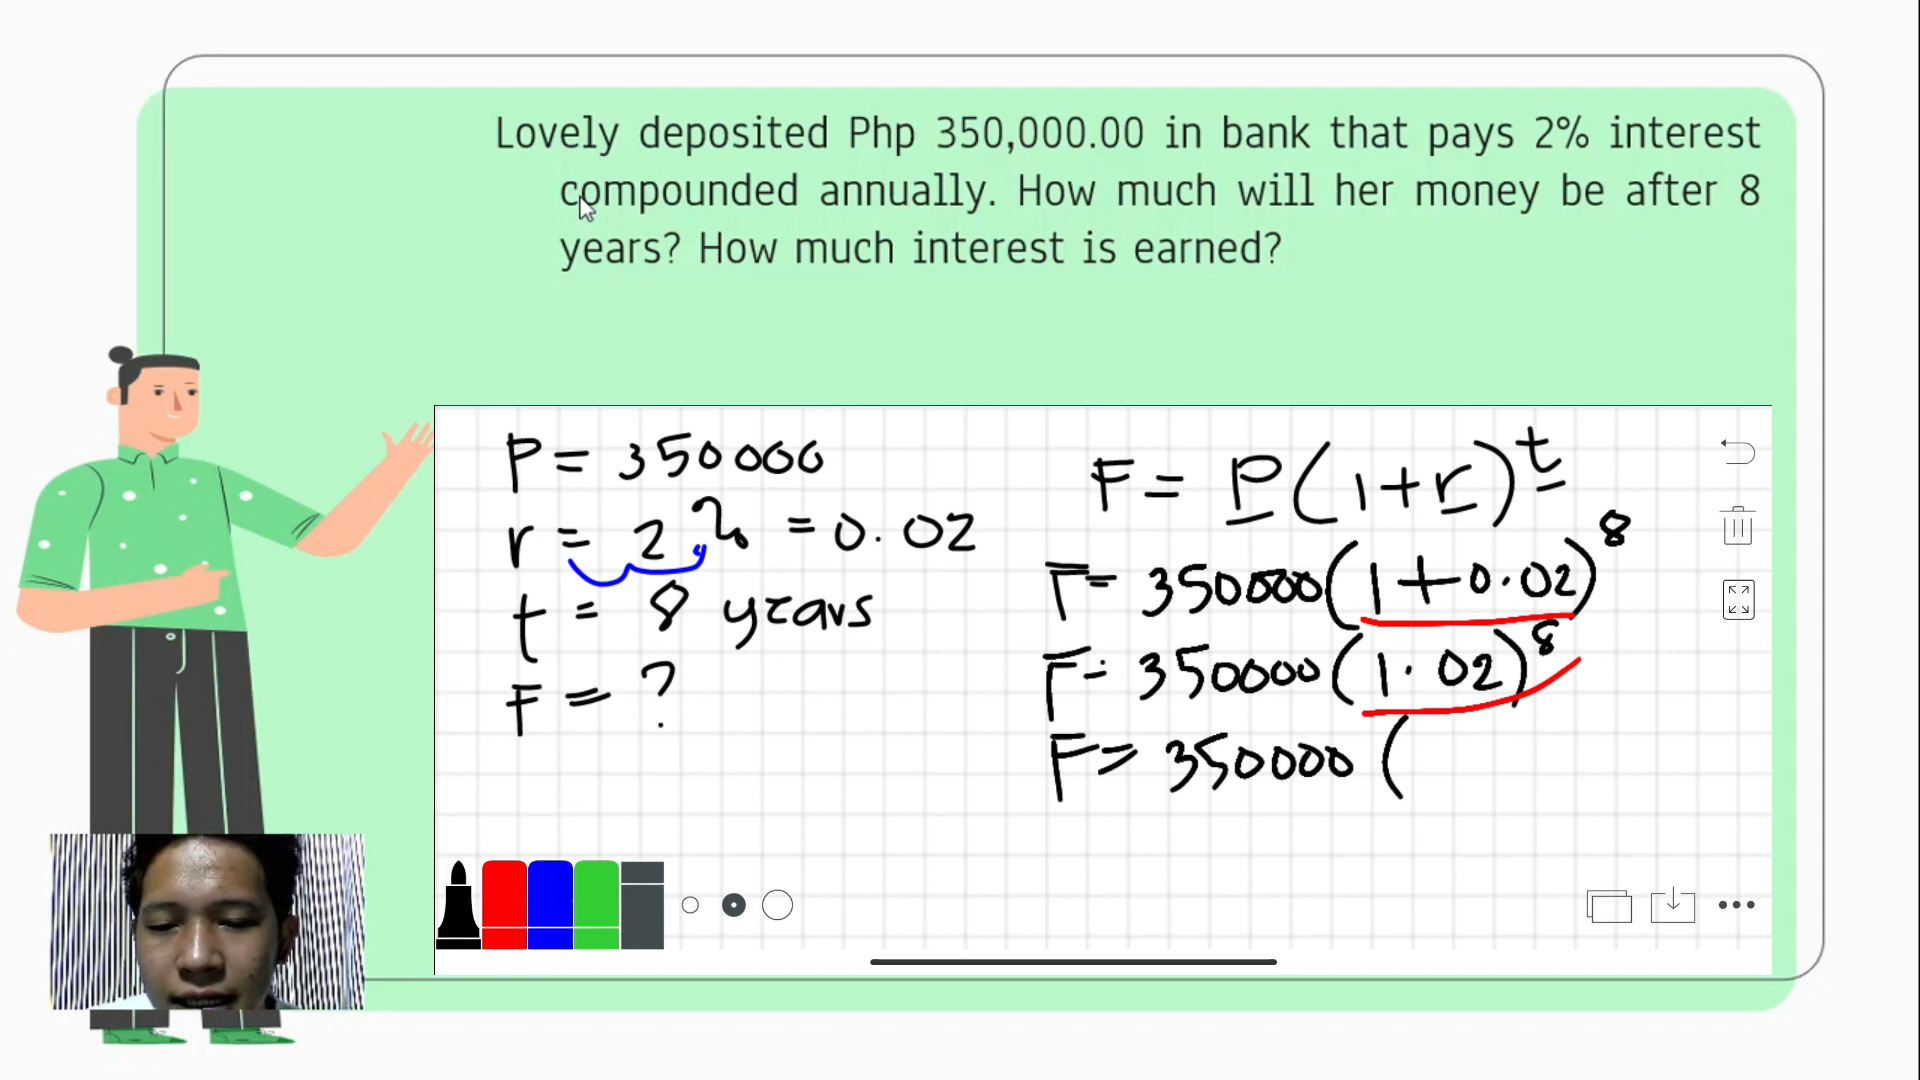 Lovely deposited Php 350,000.00 in bank that pays 2% interest
compounded annually. How much will her money be after 8
years? How much interest is earned?
P = 350000
r = 2% = 0.02
t = 8 years
F = ?
F = P(1+r)^t
F = 350000(1+0.02)^8
F = 350000(1.02)^8
F = 350000(